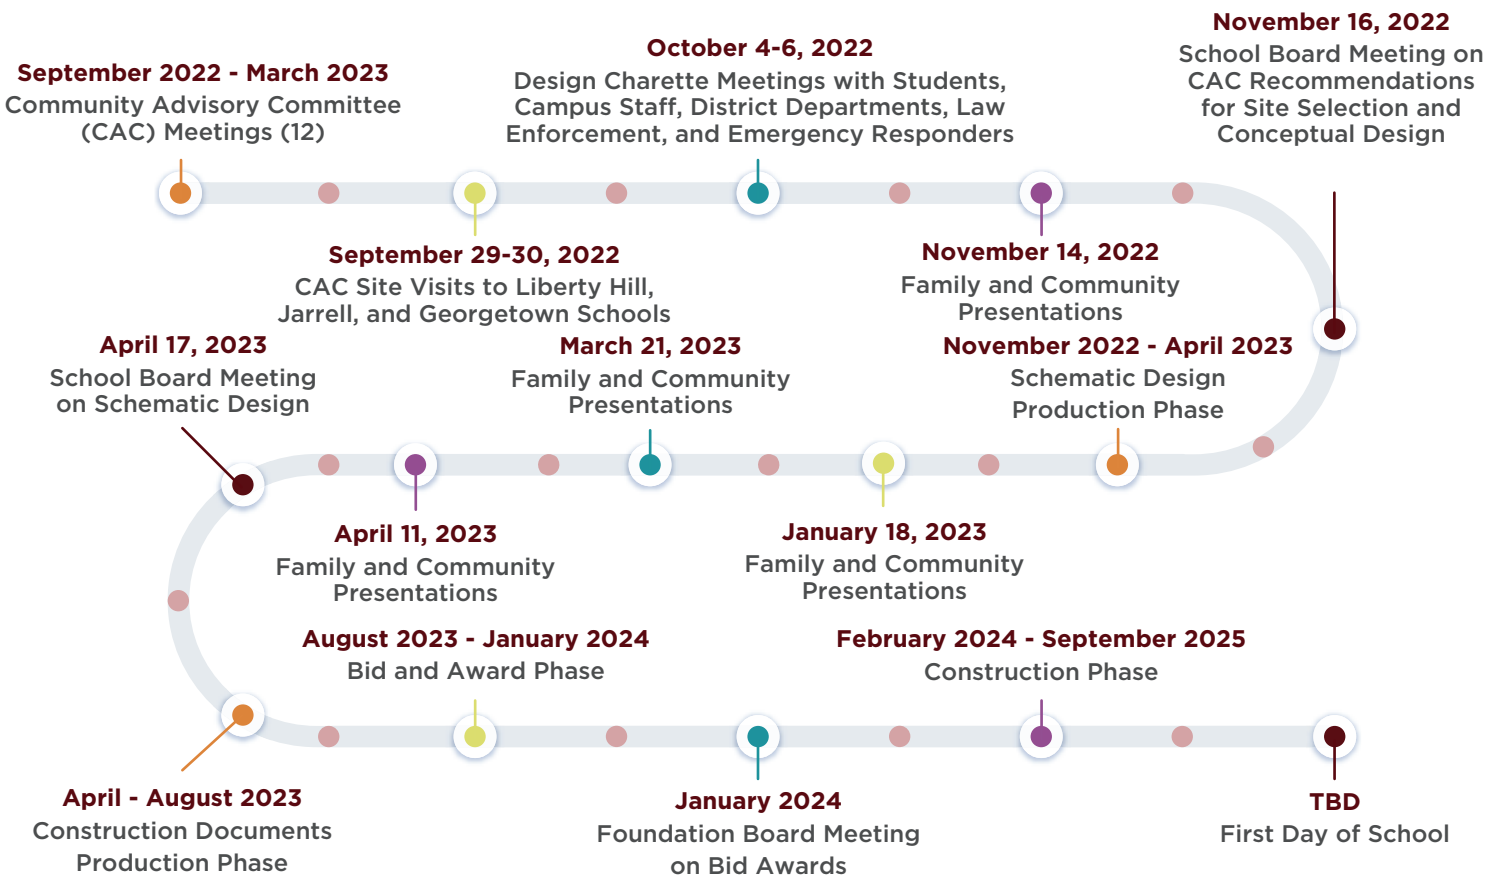 September 2022 - March 2023
Community Advisory Committee
(CAC) Meetings (12)
September 29-30, 2022
CAC Site Visits to Liberty Hill,
Jarrell, and Georgetown Schools
October 4-6, 2022
Design Charette Meetings with Students,
Campus Staff, District Departments, Law
Enforcement, and Emergency Responders
November 14, 2022
Family and Community
Presentations
November 16, 2022
School Board Meeting on
CAC Recommendations
for Site Selection and
Conceptual Design
November 2022 - April 2023
Schematic Design
Production Phase
January 18, 2023
Family and Community
Presentations
March 21, 2023
Family and Community
Presentations
April 11, 2023
Family and Community
Presentations
April 17, 2023
School Board Meeting
on Schematic Design
April - August 2023
Construction Documents
Production Phase
August 2023 - January 2024
Bid and Award Phase
January 2024
Foundation Board Meeting
on Bid Awards
February 2024 - September 2025
Construction Phase
TBD
First Day of School